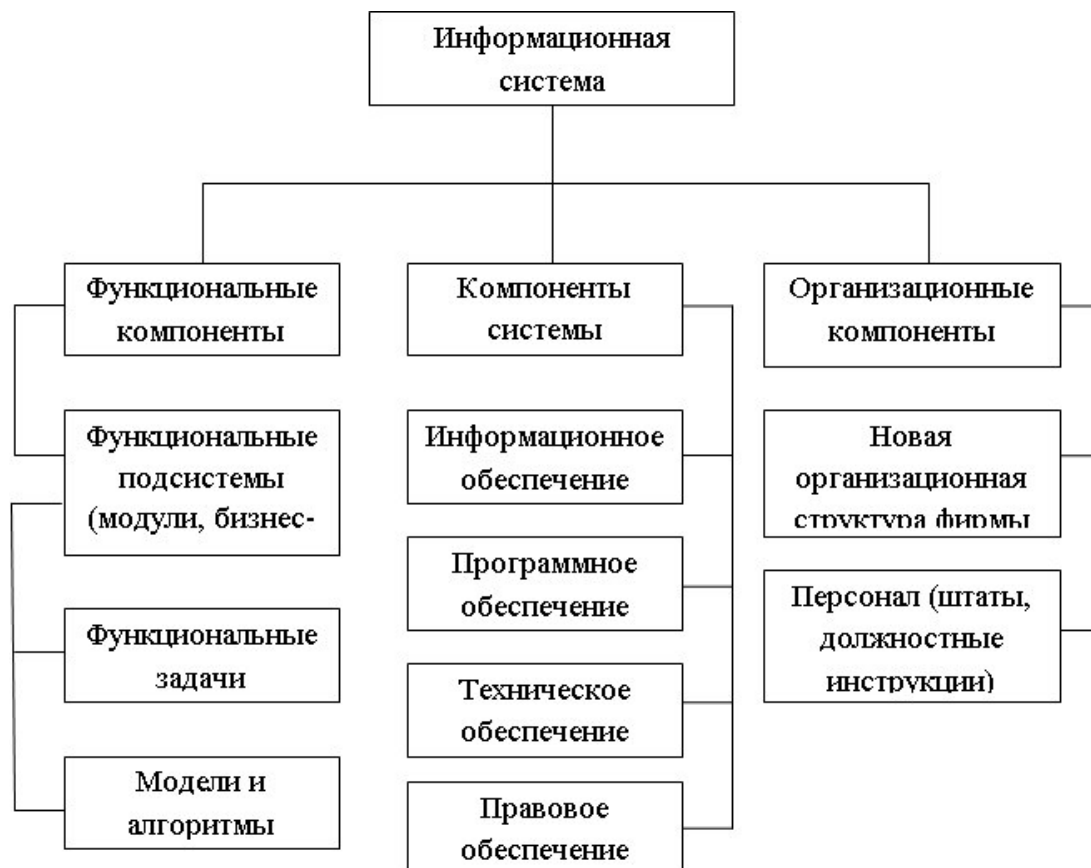 Информационная
система
Функциональные
компоненты
Компоненты
системы
Организационные
компоненты
Функциональные
подсистемы
(модули, бизнес-
Информационное
обеспечение
Новая
организационная
структура фирмы
Программное
обеспечение
Персонал (штаты,
должностные
инструкции)
Функциональные
задачи
Техническое
обеспечение
Модели и
алгоритмы
Правовое
обеспечение